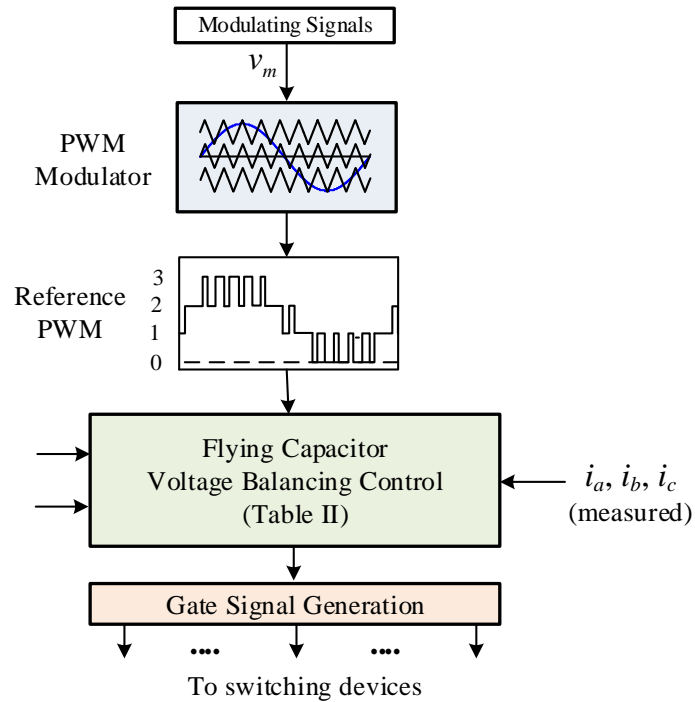 Modulating Signals
v_m
PWM
Modulator
Reference
PWM
3
2
1
0
Flying Capacitor
Voltage Balancing Control
(Table II)
i_a, i_b, i_c
(measured)
Gate Signal Generation
....
....
To switching devices